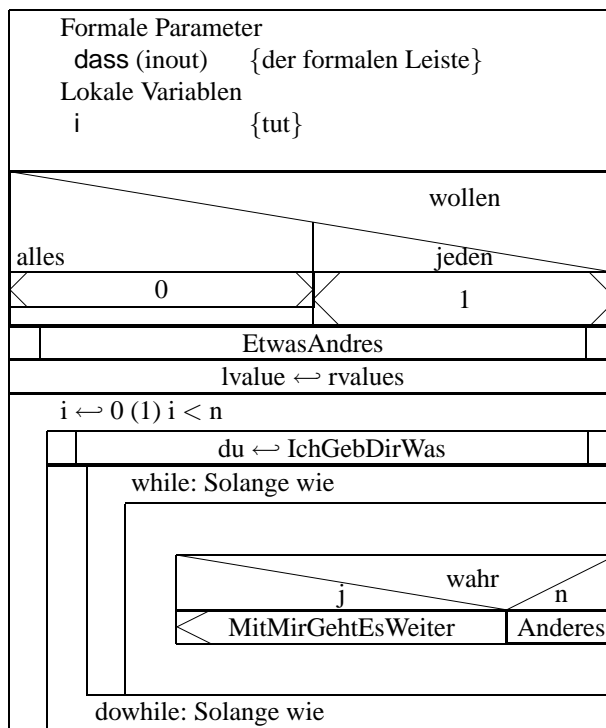 Formale Parameter
dass (inout) {der formalen Leiste}
Lokale Variablen
i {tut}
wollen
alles jeden
0 1
EtwasAndres
lvalue ↩ rvalues
i ↩ 0 (1) i < n
du ↩ IchGebDirWas
while: Solange wie
wahr
j n
MitMirGehtEsWeiter Anderes
dowhile: Solange wie